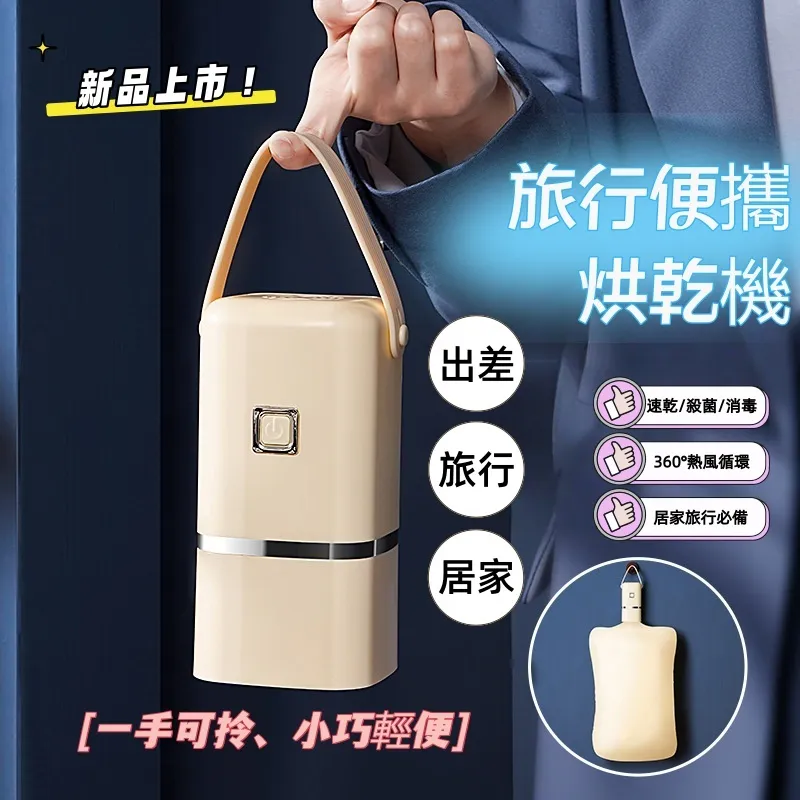 新品上市！
旅行便攜
烘乾機
出差
旅行
居家
速乾/殺菌/消毒
360°熱風循環
居家旅行必備
[一手可拎、小巧輕便]